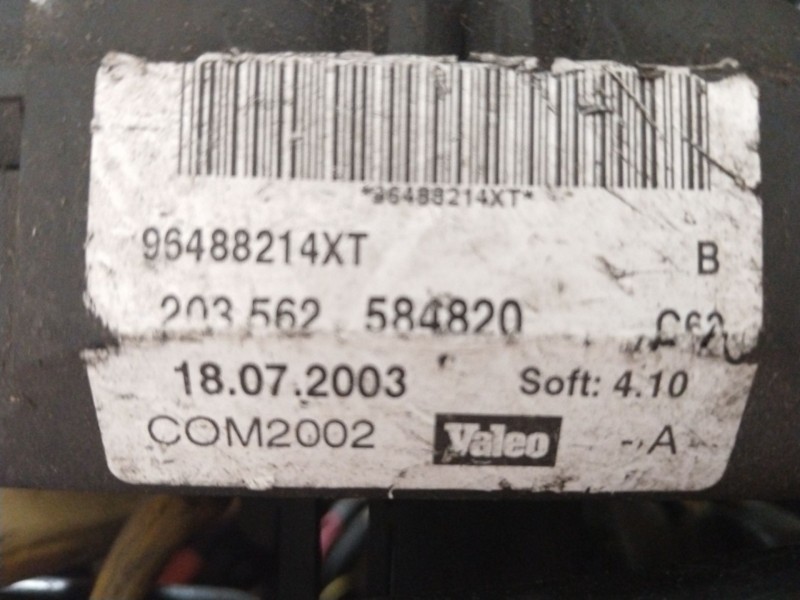 *96488214XT*
96488214XT B
203 562 584820
18.07.2003 Soft: 4.10
COM2002 Valeo A